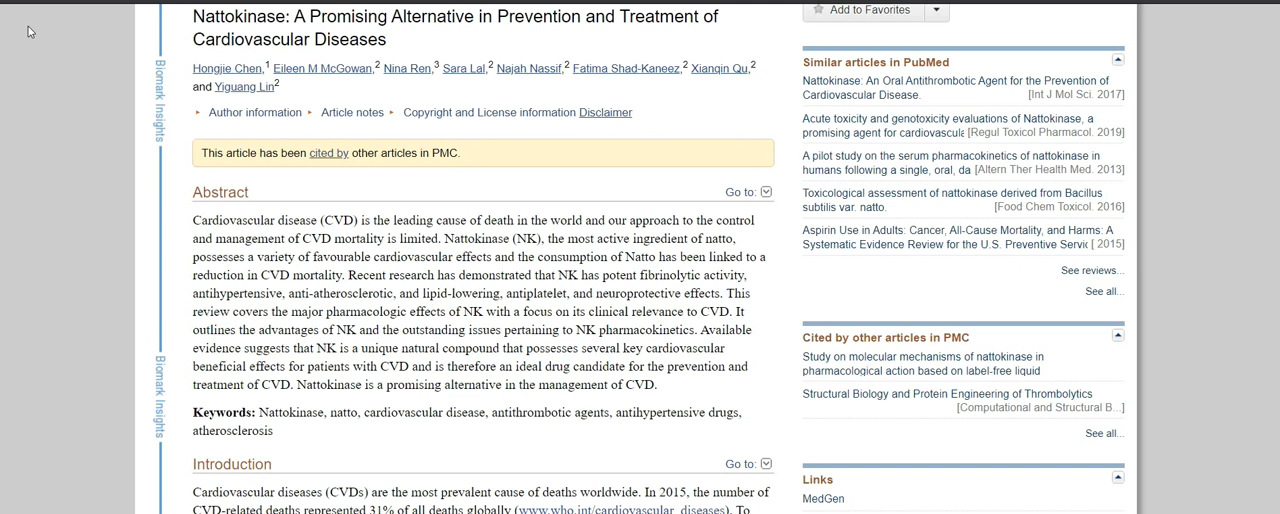 Nattokinase: A Promising Alternative in Prevention and Treatment of
Cardiovascular Diseases
Hongjie Chen,1 Eileen M McGowan,2 Nina Ren,3 Sara Lal,2 Najah Nassif,2 Fatima Shad-Kaneez,2 Xianqin Qu,2
and Yiguang Lin2
Author information Article notes Copyright and License information Disclaimer
This article has been cited by other articles in PMC.
Abstract
Go to:
Cardiovascular disease (CVD) is the leading cause of death in the world and our approach to the control
and management of CVD mortality is limited. Nattokinase (NK), the most active ingredient of natto,
possesses a variety of favourable cardiovascular effects and the consumption of Natto has been linked to a
reduction in CVD mortality. Recent research has demonstrated that NK has potent fibrinolytic activity,
antihypertensive, anti-atherosclerotic, and lipid-lowering, antiplatelet, and neuroprotective effects. This
review covers the major pharmacologic effects of NK with a focus on its clinical relevance to CVD. It
outlines the advantages of NK and the outstanding issues pertaining to NK pharmacokinetics. Available
evidence suggests that NK is a unique natural compound that possesses several key cardiovascular
beneficial effects for patients with CVD and is therefore an ideal drug candidate for the prevention and
treatment of CVD. Nattokinase is a promising alternative in the management of CVD.
Keywords: Nattokinase, natto, cardiovascular disease, antithrombotic agents, antihypertensive drugs,
atherosclerosis
Introduction
Go to:
Cardiovascular diseases (CVDs) are the most prevalent cause of deaths worldwide. In 2015, the number of
CVD-related deaths represented 31% of all deaths globally (www.who.int/cardiovascular_diseases). To
Biomark Insights
Biomark Insights
Add to Favorites
Similar articles in PubMed
Nattokinase: An Oral Antithrombotic Agent for the Prevention of
Cardiovascular Disease. [Int J Mol Sci. 2017]
Acute toxicity and genotoxicity evaluations of Nattokinase, a
promising agent for cardiovascula [Regul Toxicol Pharmacol. 2019]
A pilot study on the serum pharmacokinetics of nattokinase in
humans following a single, oral, da [Altern Ther Health Med. 2013]
Toxicological assessment of nattokinase derived from Bacillus
subtilis var. natto. [Food Chem Toxicol. 2016]
Aspirin Use in Adults: Cancer, All-Cause Mortality, and Harms: A
Systematic Evidence Review for the U.S. Preventive Servic [ 2015]
See reviews...
See all...
Cited by other articles in PMC
Study on molecular mechanisms of nattokinase in
pharmacological action based on label-free liquid
Structural Biology and Protein Engineering of Thrombolytics
[Computational and Structural B...]
See all...
Links
MedGen